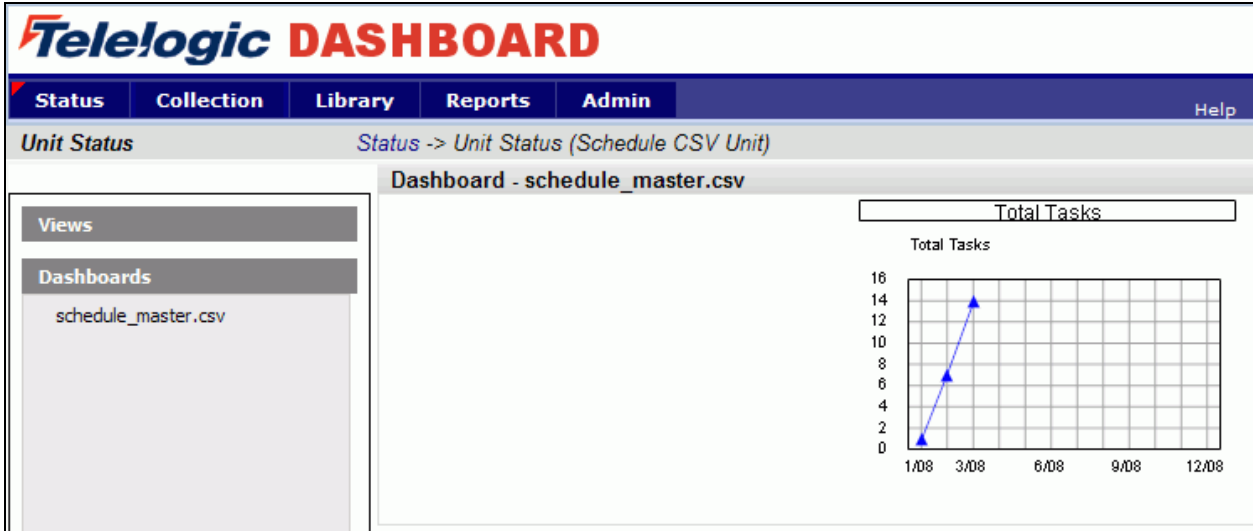 Telelogic DASHBOARD
Status Collection Library Reports Admin Help
Unit Status Status -> Unit Status (Schedule CSV Unit)
Dashboard - schedule_master.csv
Views
Dashboards
schedule_master.csv
Total Tasks
Total Tasks
16
14
12
10
8
6
4
2
0
1/08 3/08 6/08 9/08 12/08